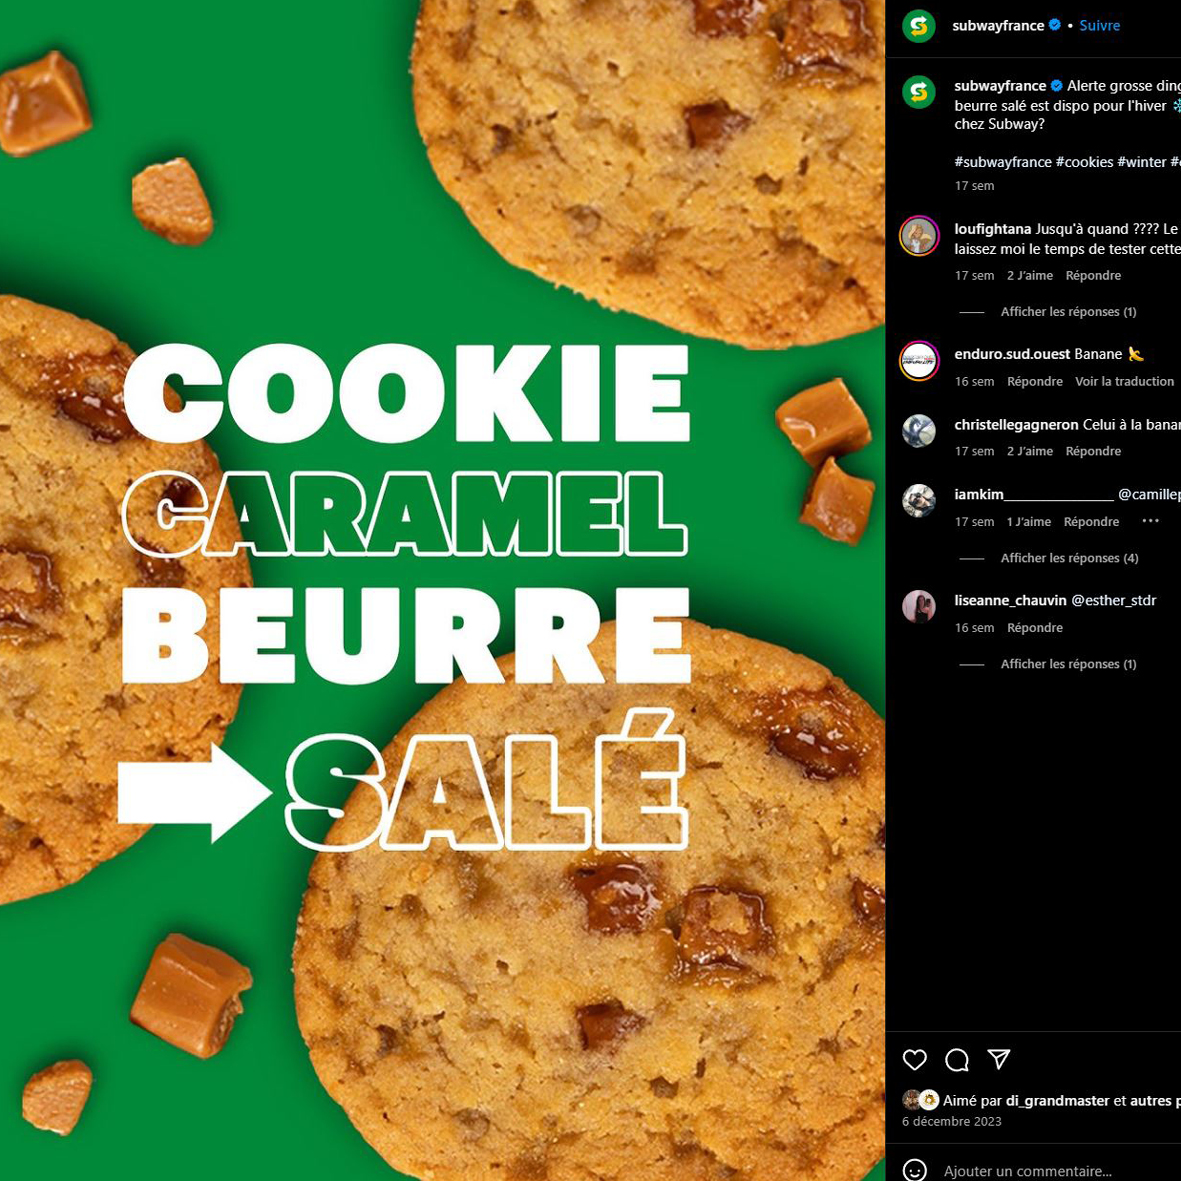 COOKIE
CARAMEL
BEURRE
SALÉ
subwayfrance • Suivre
subwayfrance Alerte grosse
beurre salé est dispo pour l'hiver
chez Subway?
#subwayfrance #cookies #winter
17 sem
loufightana Jusqu'à quand ???? Le
laissez moi le temps de tester cette
17 sem 2 J'aime Répondre
Afficher les réponses (1)
enduro.sud.ouest Banane 🍌
16 sem Répondre Voir la traduction
christellegagneron Celui à la
17 sem 2 J'aime Répondre
iamkim________________
17 sem 1 J'aime Répondre
Afficher les réponses (4)
liseanne_chauvin @esther_stdr
16 sem Répondre
Afficher les réponses (1)
Aimé par di_grandmaster et autres
6 décembre 2023
Ajouter un commentaire...